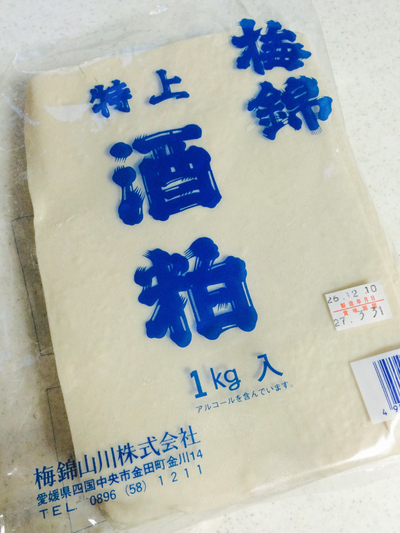 梅錦
特上
酒粕
1kg 入
アルコールを含んでいます。
26.12.10
27.3.31
梅錦山川株式会社
愛媛県四国中央市金田町金川14
TEL. 0896 (58) 1211